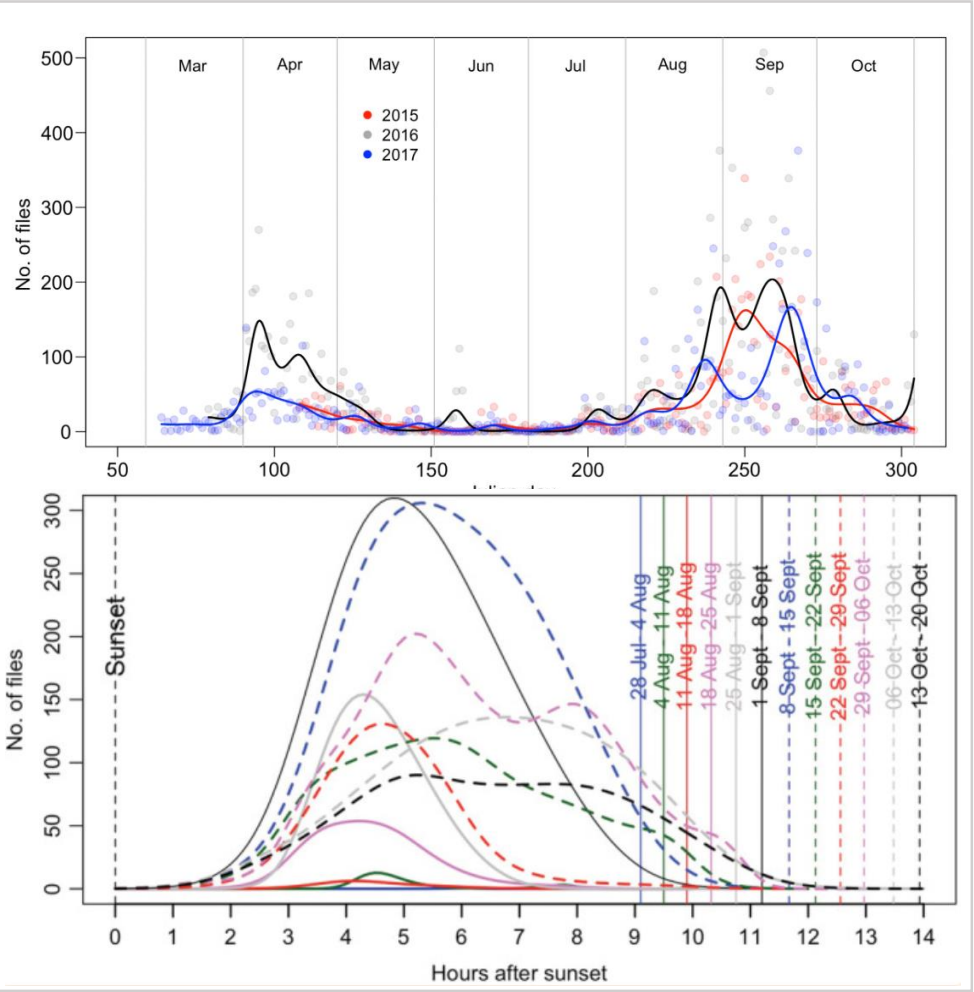 Mar Apr May Jun Jul Aug Sep Oct
500
400
300
200
100
0
No. of files
2015
2016
2017
50 100 150 200 250 300
300
250
200
150
100
50
0
No. of files
Sunset
28 Jul - 4 Aug
4 Aug - 11 Aug
11 Aug - 18 Aug
18 Aug - 25 Aug
25 Aug - 1 Sept
1 Sept - 8 Sept
8 Sept - 15 Sept
15 Sept - 22 Sept
22 Sept - 29 Sept
29 Sept - 06 Oct
06 Oct - 13 Oct
13 Oct - 20 Oct
0 1 2 3 4 5 6 7 8 9 10 11 12 13 14
Hours after sunset